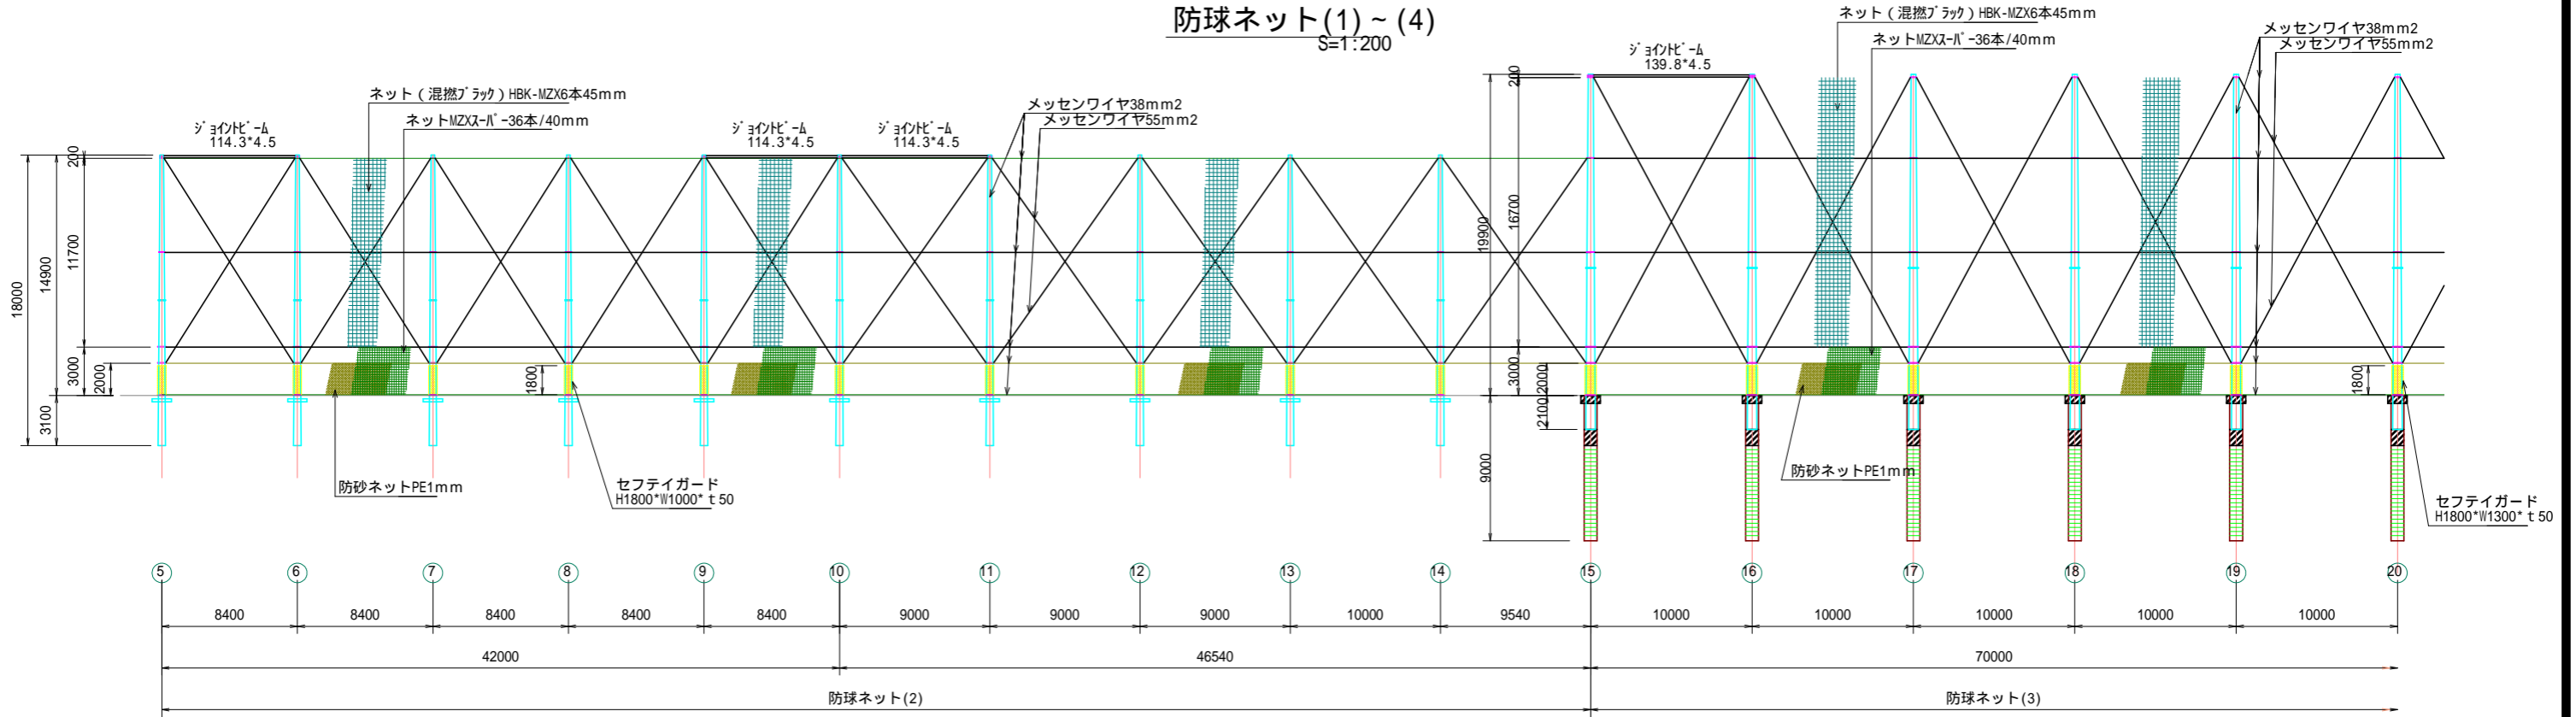 防球ネット(1)~(4)
S=1:200
ネット(混撚ﾌﾞﾗｯｸ)HBK-MZX6本45mm
ネットMZXｽｰﾊﾟｰ36本/40mm
ｼﾞｮｲﾝﾄﾋﾞｰﾑ
114.3*4.5
ｼﾞｮｲﾝﾄﾋﾞｰﾑ
114.3*4.5
ｼﾞｮｲﾝﾄﾋﾞｰﾑ
114.3*4.5
メッセンワイヤ38mm2
メッセンワイヤ55mm2
ｼﾞｮｲﾝﾄﾋﾞｰﾑ
139.8*4.5
ネット(混撚ﾌﾞﾗｯｸ)HBK-MZX6本45mm
ネットMZXｽｰﾊﾟｰ36本/40mm
メッセンワイヤ38mm2
メッセンワイヤ55mm2
18000
14900
3100
200
11700
3000
2000
1800
防砂ネットPE1mm
セフテイガード
H1800*W1000*t50
19900
9000
200
16700
3000
2000
2100
1800
防砂ネットPE1mm
セフテイガード
H1800*W1300*t50
5 6 7 8 9 10 11 12 13 14 15 16 17 18 19 20
8400 8400 8400 8400 8400 9000 9000 9000 10000 9540 10000 10000 10000 10000 10000
42000 46540 70000
防球ネット(2) 防球ネット(3)